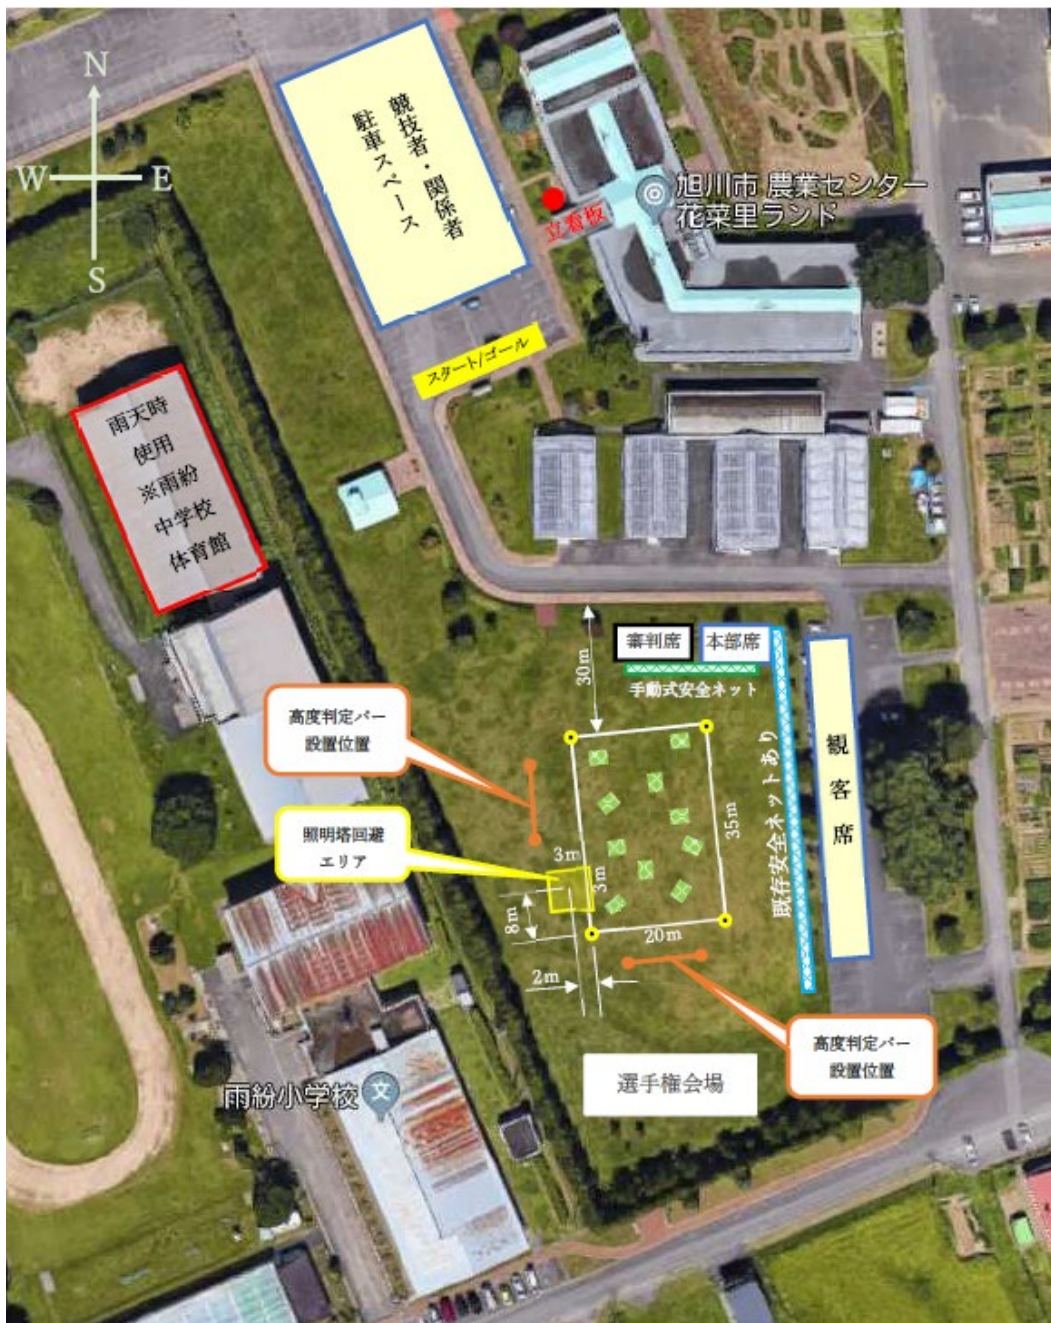 N
W
E
S
競技者・関係者
駐車スペース
立看板
旭川市 農業センター
花菜里ランド
スタート/ゴール
雨天時
使用
※雨紛
中学校
体育館
30m
審判席
本部席
手動式安全ネット
高度判定バー
設置位置
既存安全ネットあり
観客席
35m
照明塔回避
エリア
3m
3m
8m
20m
2m
高度判定バー
設置位置
選手権会場
雨紛小学校
文